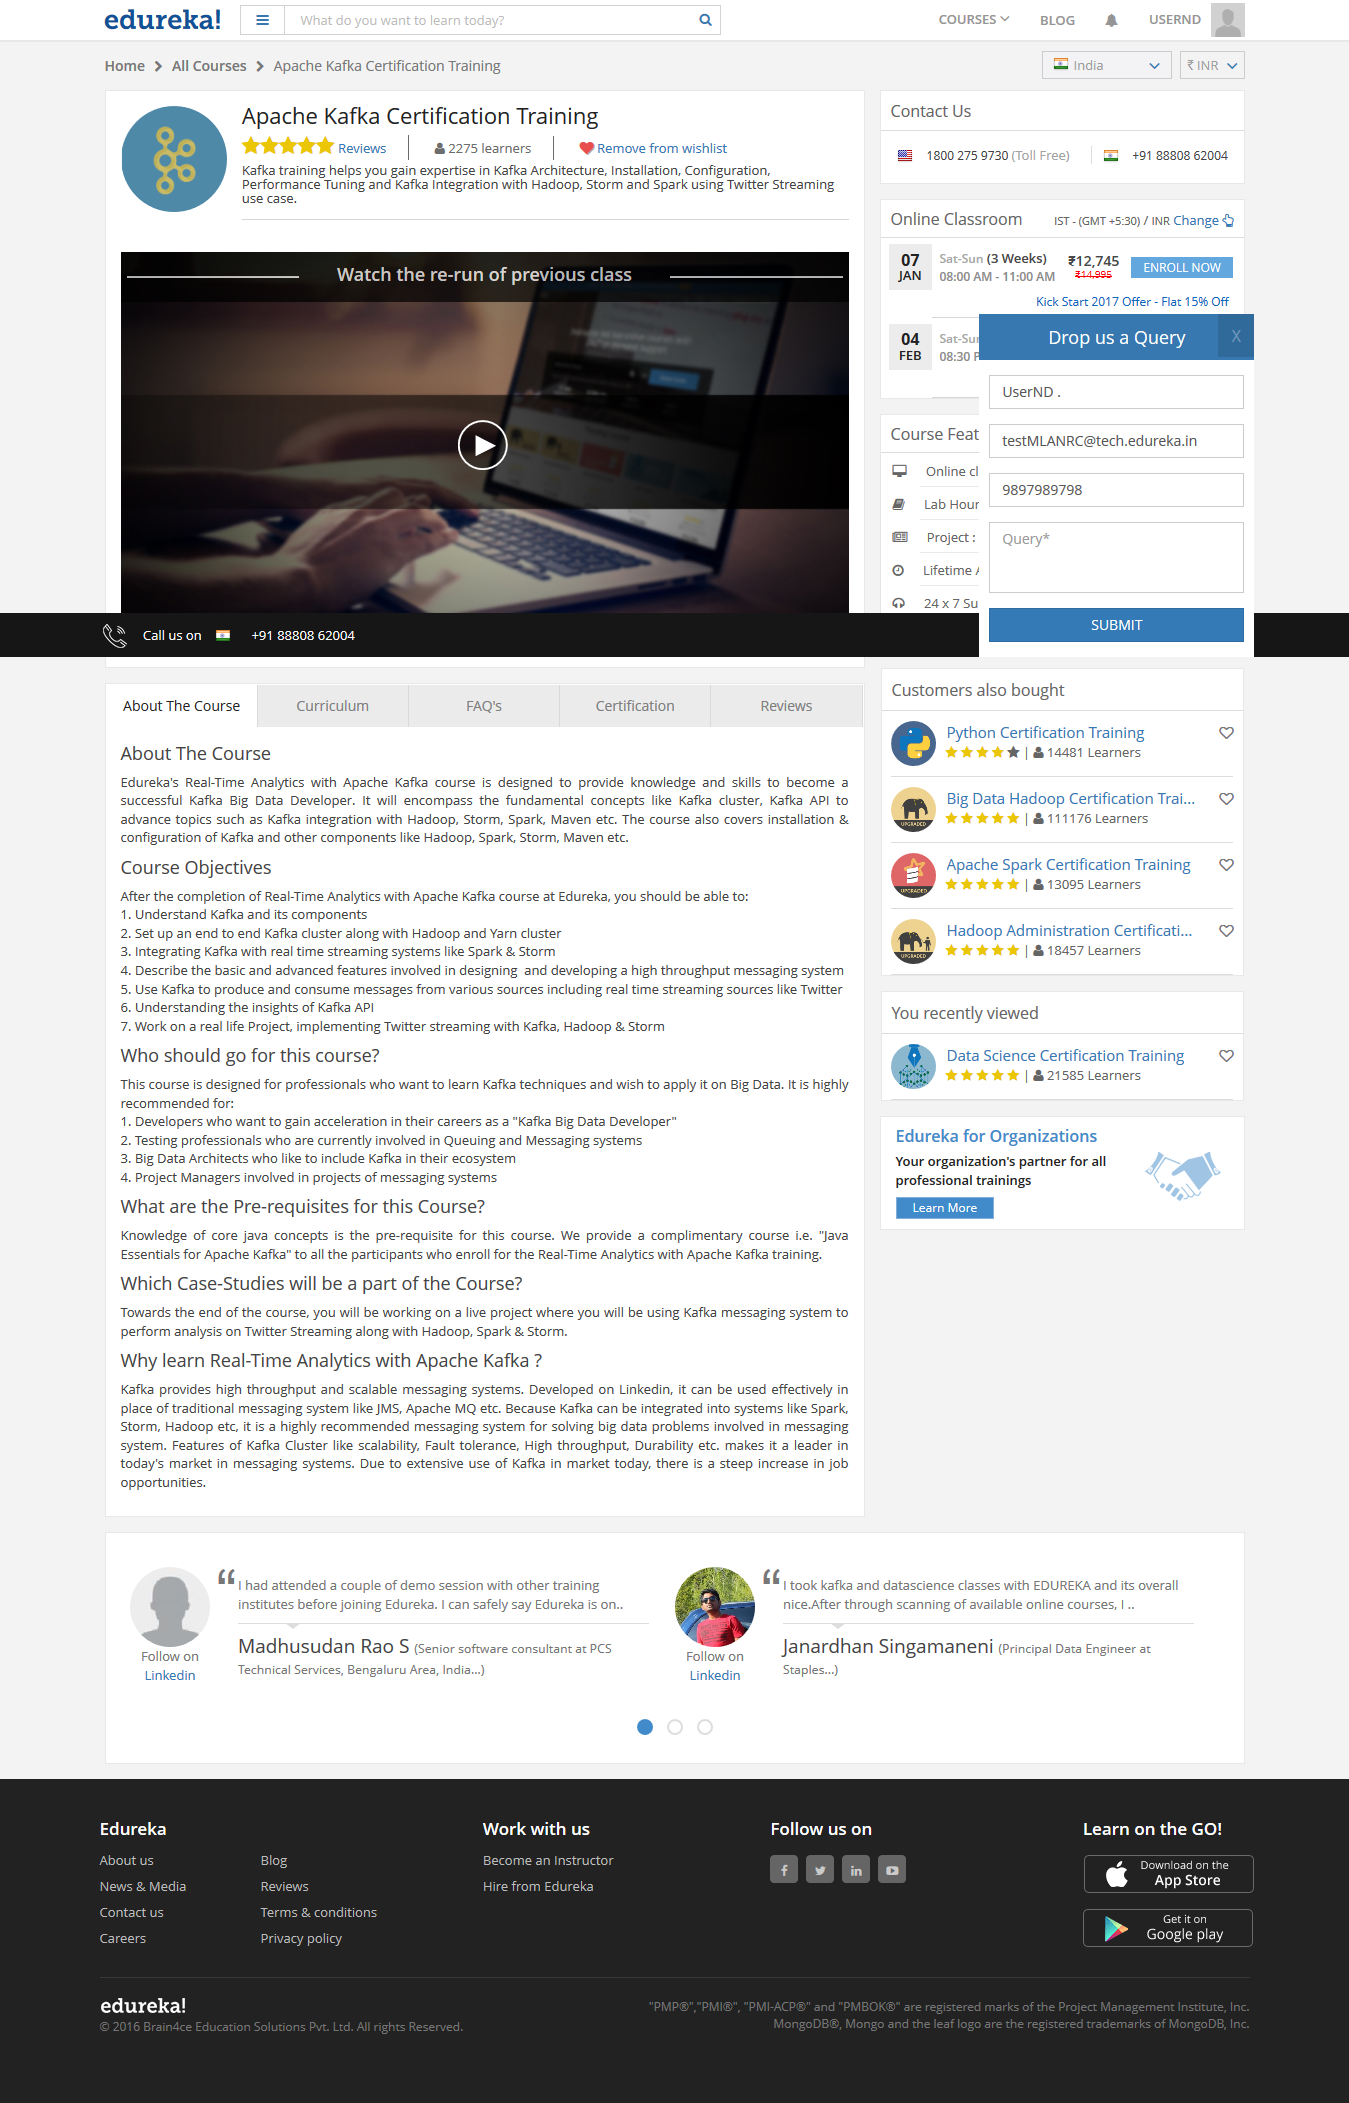 edureka!
What do you want to learn today?
COURSES
BLOG
USERND
Home > All Courses > Apache Kafka Certification Training
India
₹ INR
Apache Kafka Certification Training
Reviews
2275 learners
Remove from wishlist
Kafka training helps you gain expertise in Kafka Architecture, Installation, Configuration,
Performance Tuning and Kafka Integration with Hadoop, Storm and Spark using Twitter Streaming
use case.
Watch the re-run of previous class
Contact Us
1800 275 9730 (Toll Free)
+91 88808 62004
Online Classroom
IST - (GMT +5:30) / INR Change
07
JAN
Sat-Sun (3 Weeks)
08:00 AM - 11:00 AM
₹12,745
₹14,995
ENROLL NOW
Kick Start 2017 Offer - Flat 15% Off
04
FEB
Sat-Su
08:30 P
Drop us a Query
X
UserND .
testMLANRC@tech.edureka.in
9897989798
Query*
SUBMIT
Course Feat
Online cl
Lab Hour
Project :
Lifetime A
24 x 7 Su
Call us on
+91 88808 62004
About The Course
Curriculum
FAQ's
Certification
Reviews
About The Course
Edureka's Real-Time Analytics with Apache Kafka course is designed to provide knowledge and skills to become a
successful Kafka Big Data Developer. It will encompass the fundamental concepts like Kafka cluster, Kafka API to
advance topics such as Kafka integration with Hadoop, Storm, Spark, Maven etc. The course also covers installation &
configuration of Kafka and other components like Hadoop, Spark, Storm, Maven etc.
Course Objectives
After the completion of Real-Time Analytics with Apache Kafka course at Edureka, you should be able to:
1. Understand Kafka and its components
2. Set up an end to end Kafka cluster along with Hadoop and Yarn cluster
3. Integrating Kafka with real time streaming systems like Spark & Storm
4. Describe the basic and advanced features involved in designing and developing a high throughput messaging system
5. Use Kafka to produce and consume messages from various sources including real time streaming sources like Twitter
6. Understanding the insights of Kafka API
7. Work on a real life Project, implementing Twitter streaming with Kafka, Hadoop & Storm
Who should go for this course?
This course is designed for professionals who want to learn Kafka techniques and wish to apply it on Big Data. It is highly
recommended for:
1. Developers who want to gain acceleration in their careers as a "Kafka Big Data Developer"
2. Testing professionals who are currently involved in Queuing and Messaging systems
3. Big Data Architects who like to include Kafka in their ecosystem
4. Project Managers involved in projects of messaging systems
What are the Pre-requisites for this Course?
Knowledge of core java concepts is the pre-requisite for this course. We provide a complimentary course i.e. "Java
Essentials for Apache Kafka" to all the participants who enroll for the Real-Time Analytics with Apache Kafka training.
Which Case-Studies will be a part of the Course?
Towards the end of the course, you will be working on a live project where you will be using Kafka messaging system to
perform analysis on Twitter Streaming along with Hadoop, Spark & Storm.
Why learn Real-Time Analytics with Apache Kafka ?
Kafka provides high throughput and scalable messaging systems. Developed on Linkedin, it can be used effectively in
place of traditional messaging system like JMS, Apache MQ etc. Because Kafka can be integrated into systems like Spark,
Storm, Hadoop etc, it is a highly recommended messaging system for solving big data problems involved in messaging
system. Features of Kafka Cluster like scalability, Fault tolerance, High throughput, Durability etc. makes it a leader in
today's market in messaging systems. Due to extensive use of Kafka in market today, there is a steep increase in job
opportunities.
Customers also bought
Python Certification Training
| 14481 Learners
Big Data Hadoop Certification Trai...
UPGRADED
| 111176 Learners
Apache Spark Certification Training
UPGRADED
| 13095 Learners
Hadoop Administration Certificati...
UPGRADED
| 18457 Learners
You recently viewed
Data Science Certification Training
| 21585 Learners
Edureka for Organizations
Your organization's partner for all
professional trainings
Learn More
“ I had attended a couple of demo session with other training
institutes before joining Edureka. I can safely say Edureka is on..
Madhusudan Rao S (Senior software consultant at PCS
Technical Services, Bengaluru Area, India...)
Follow on
Linkedin
“ I took kafka and datascience classes with EDUREKA and its overall
nice.After through scanning of available online courses, I ..
Janardhan Singamaneni (Principal Data Engineer at
Staples...)
Follow on
Linkedin
Edureka
About us
News & Media
Contact us
Careers
Blog
Reviews
Terms & conditions
Privacy policy
Work with us
Become an Instructor
Hire from Edureka
Follow us on
Learn on the GO!
Download on the
App Store
Get it on
Google play
edureka!
© 2016 Brain4ce Education Solutions Pvt. Ltd. All rights Reserved.
"PMP®","PMI®", "PMI-ACP®" and "PMBOK®" are registered marks of the Project Management Institute, Inc.
MongoDB®, Mongo and the leaf logo are the registered trademarks of MongoDB, Inc.